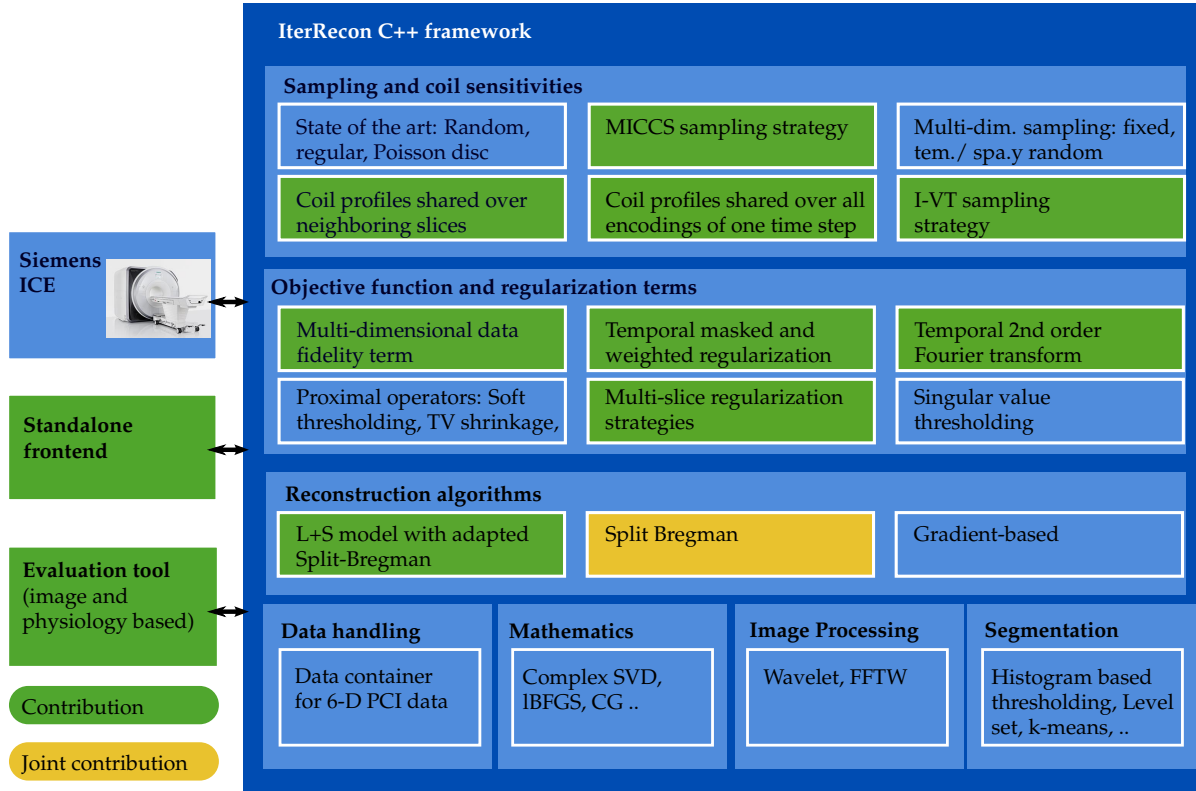 IterRecon C++ framework
Sampling and coil sensitivities
State of the art: Random,
regular, Poisson disc
MICCS sampling strategy
Multi-dim. sampling: fixed,
tem./ spa.y random
Coil profiles shared over
neighboring slices
Coil profiles shared over all
encodings of one time step
I-VT sampling
strategy
Siemens
ICE
Objective function and regularization terms
Multi-dimensional data
fidelity term
Temporal masked and
weighted regularization
Temporal 2nd order
Fourier transform
Proximal operators: Soft
thresholding, TV shrinkage,
Multi-slice regularization
strategies
Singular value
thresholding
Standalone
frontend
Reconstruction algorithms
L+S model with adapted
Split-Bregman
Split Bregman
Gradient-based
Evaluation tool
(image and
physiology based)
Data handling
Data container
for 6-D PCI data
Mathematics
Complex SVD,
lBFGS, CG ..
Image Processing
Wavelet, FFTW
Segmentation
Histogram based
thresholding, Level
set, k-means, ..
Contribution
Joint contribution